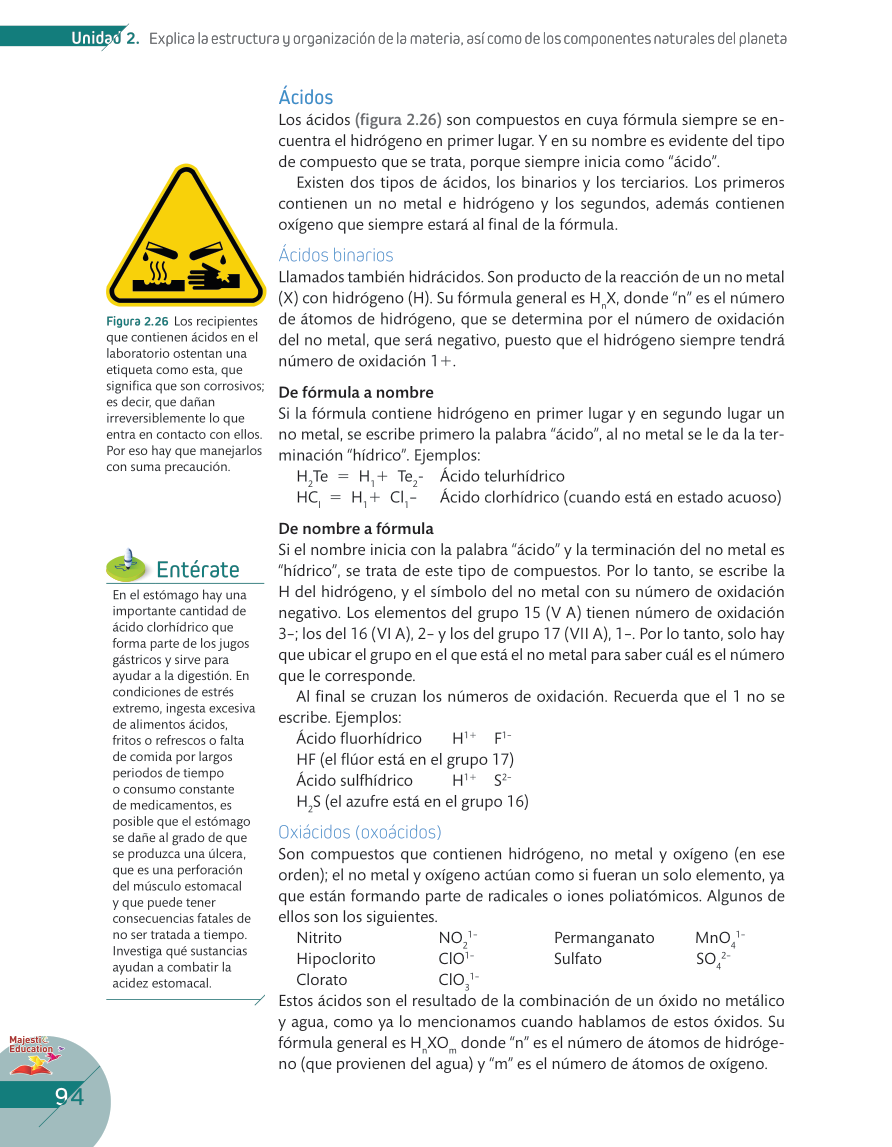 Unidad 2. Explica la estructura y organización de la materia, así como de los componentes naturales del planeta
Ácidos
Los ácidos (figura 2.26) son compuestos en cuya fórmula siempre se en-
cuentra el hidrógeno en primer lugar. Y en su nombre es evidente del tipo
de compuesto que se trata, porque siempre inicia como “ácido”.
Existen dos tipos de ácidos, los binarios y los terciarios. Los primeros
contienen un no metal e hidrógeno y los segundos, además contienen
oxígeno que siempre estará al final de la fórmula.
Ácidos binarios
Llamados también hidrácidos. Son producto de la reacción de un no metal
(X) con hidrógeno (H). Su fórmula general es HₙX, donde “n” es el número
de átomos de hidrógeno, que se determina por el número de oxidación
del no metal, que será negativo, puesto que el hidrógeno siempre tendrá
número de oxidación 1+.
De fórmula a nombre
Si la fórmula contiene hidrógeno en primer lugar y en segundo lugar un
no metal, se escribe primero la palabra “ácido”, al no metal se le da la ter-
minación “hídrico”. Ejemplos:
H₂Te = H₁+ Te₂- Ácido telurhídrico
HCₗ = H₁+ Cl₁– Ácido clorhídrico (cuando está en estado acuoso)
De nombre a fórmula
Si el nombre inicia con la palabra “ácido” y la terminación del no metal es
“hídrico”, se trata de este tipo de compuestos. Por lo tanto, se escribe la
H del hidrógeno, y el símbolo del no metal con su número de oxidación
negativo. Los elementos del grupo 15 (V A) tienen número de oxidación
3–; los del 16 (VI A), 2– y los del grupo 17 (VII A), 1–. Por lo tanto, solo hay
que ubicar el grupo en el que está el no metal para saber cuál es el número
que le corresponde.
Al final se cruzan los números de oxidación. Recuerda que el 1 no se
escribe. Ejemplos:
Ácido fluorhídrico H¹⁺ F¹⁻
HF (el flúor está en el grupo 17)
Ácido sulfhídrico H¹⁺ S²⁻
H₂S (el azufre está en el grupo 16)
Oxiácidos (oxoácidos)
Son compuestos que contienen hidrógeno, no metal y oxígeno (en ese
orden); el no metal y oxígeno actúan como si fueran un solo elemento, ya
que están formando parte de radicales o iones poliatómicos. Algunos de
ellos son los siguientes.
Nitrito NO₂¹⁻ Permanganato MnO₄¹⁻
Hipoclorito ClO¹⁻ Sulfato SO₄²⁻
Clorato ClO₃¹⁻
Estos ácidos son el resultado de la combinación de un óxido no metálico
y agua, como ya lo mencionamos cuando hablamos de estos óxidos. Su
fórmula general es HₙXOₘ donde “n” es el número de átomos de hidróge-
no (que provienen del agua) y “m” es el número de átomos de oxígeno.
Figura 2.26 Los recipientes
que contienen ácidos en el
laboratorio ostentan una
etiqueta como esta, que
significa que son corrosivos;
es decir, que dañan
irreversiblemente lo que
entra en contacto con ellos.
Por eso hay que manejarlos
con suma precaución.
Entérate
En el estómago hay una
importante cantidad de
ácido clorhídrico que
forma parte de los jugos
gástricos y sirve para
ayudar a la digestión. En
condiciones de estrés
extremo, ingesta excesiva
de alimentos ácidos,
fritos o refrescos o falta
de comida por largos
periodos de tiempo
o consumo constante
de medicamentos, es
posible que el estómago
se dañe al grado de que
se produzca una úlcera,
que es una perforación
del músculo estomacal
y que puede tener
consecuencias fatales de
no ser tratada a tiempo.
Investiga qué sustancias
ayudan a combatir la
acidez estomacal.
Majestic
Education
94